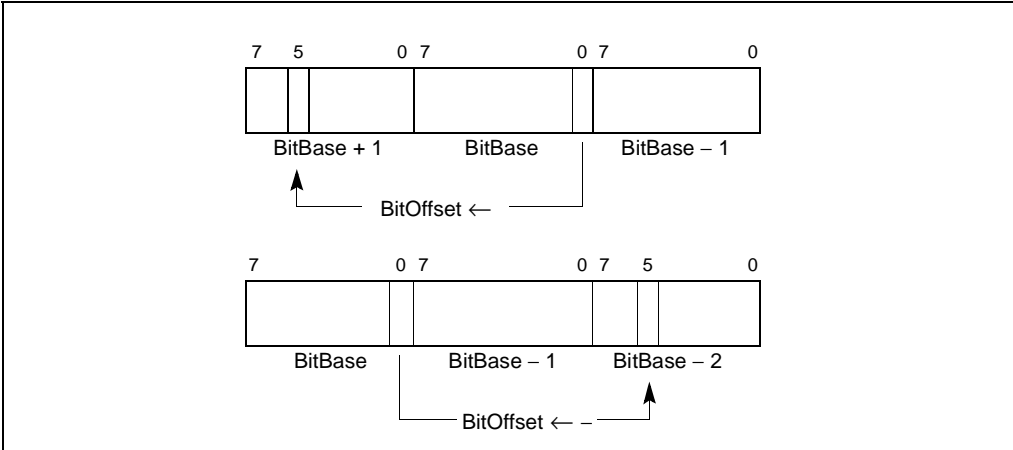 7 5 0 7 0 7 0
BitBase + 1 BitBase BitBase − 1
BitOffset ←
7 0 7 0 7 5 0
BitBase BitBase − 1 BitBase − 2
BitOffset ← −